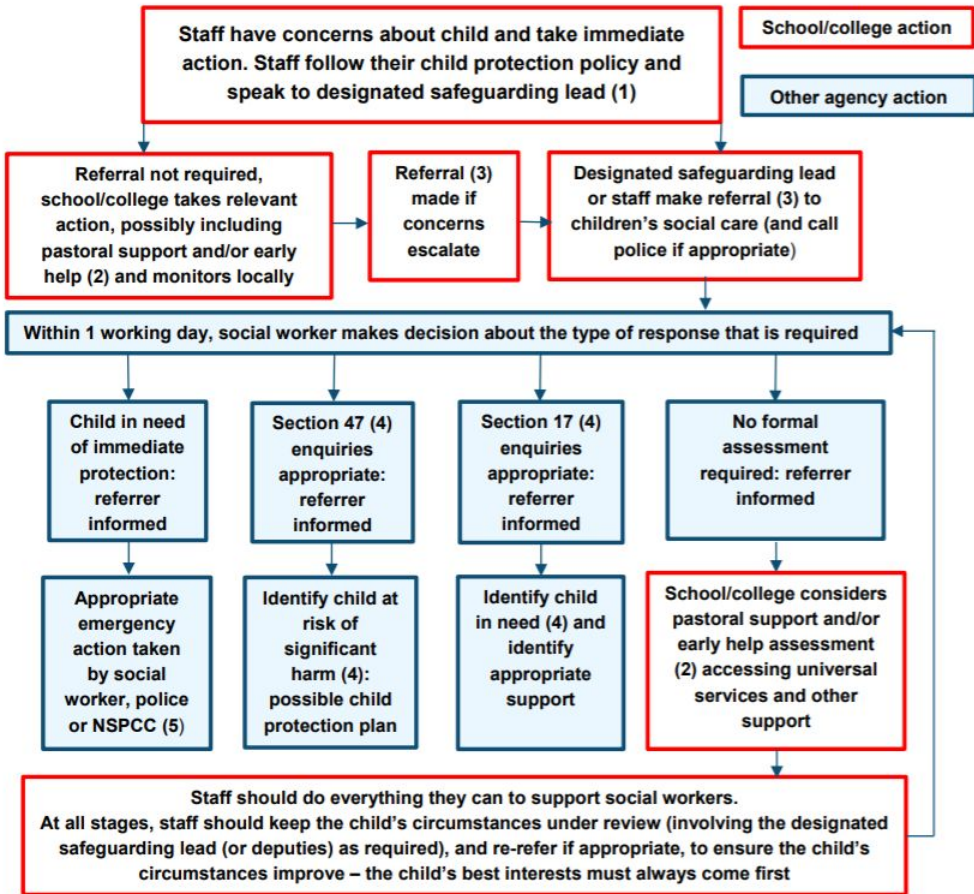 Staff have concerns about child and take immediate
action. Staff follow their child protection policy and
speak to designated safeguarding lead (1)
School/college action
Other agency action
Referral not required,
school/college takes relevant
action, possibly including
pastoral support and/or early
help (2) and monitors locally
Referral (3)
made if
concerns
escalate
Designated safeguarding lead
or staff make referral (3) to
children's social care (and call
police if appropriate)
Within 1 working day, social worker makes decision about the type of response that is required
Child in need
of immediate
protection:
referrer
informed
Section 47 (4)
enquiries
appropriate:
referrer
informed
Section 17 (4)
enquiries
appropriate:
referrer
informed
No formal
assessment
required: referrer
informed
Appropriate
emergency
action taken
by social
worker, police
or NSPCC (5)
Identify child at
risk of
significant
harm (4):
possible child
protection plan
Identify child
in need (4) and
identify
appropriate
support
School/college considers
pastoral support and/or
early help assessment
(2) accessing universal
services and other
support
Staff should do everything they can to support social workers.
At all stages, staff should keep the child's circumstances under review (involving the designated
safeguarding lead (or deputies) as required), and re-refer if appropriate, to ensure the child's
circumstances improve – the child's best interests must always come first